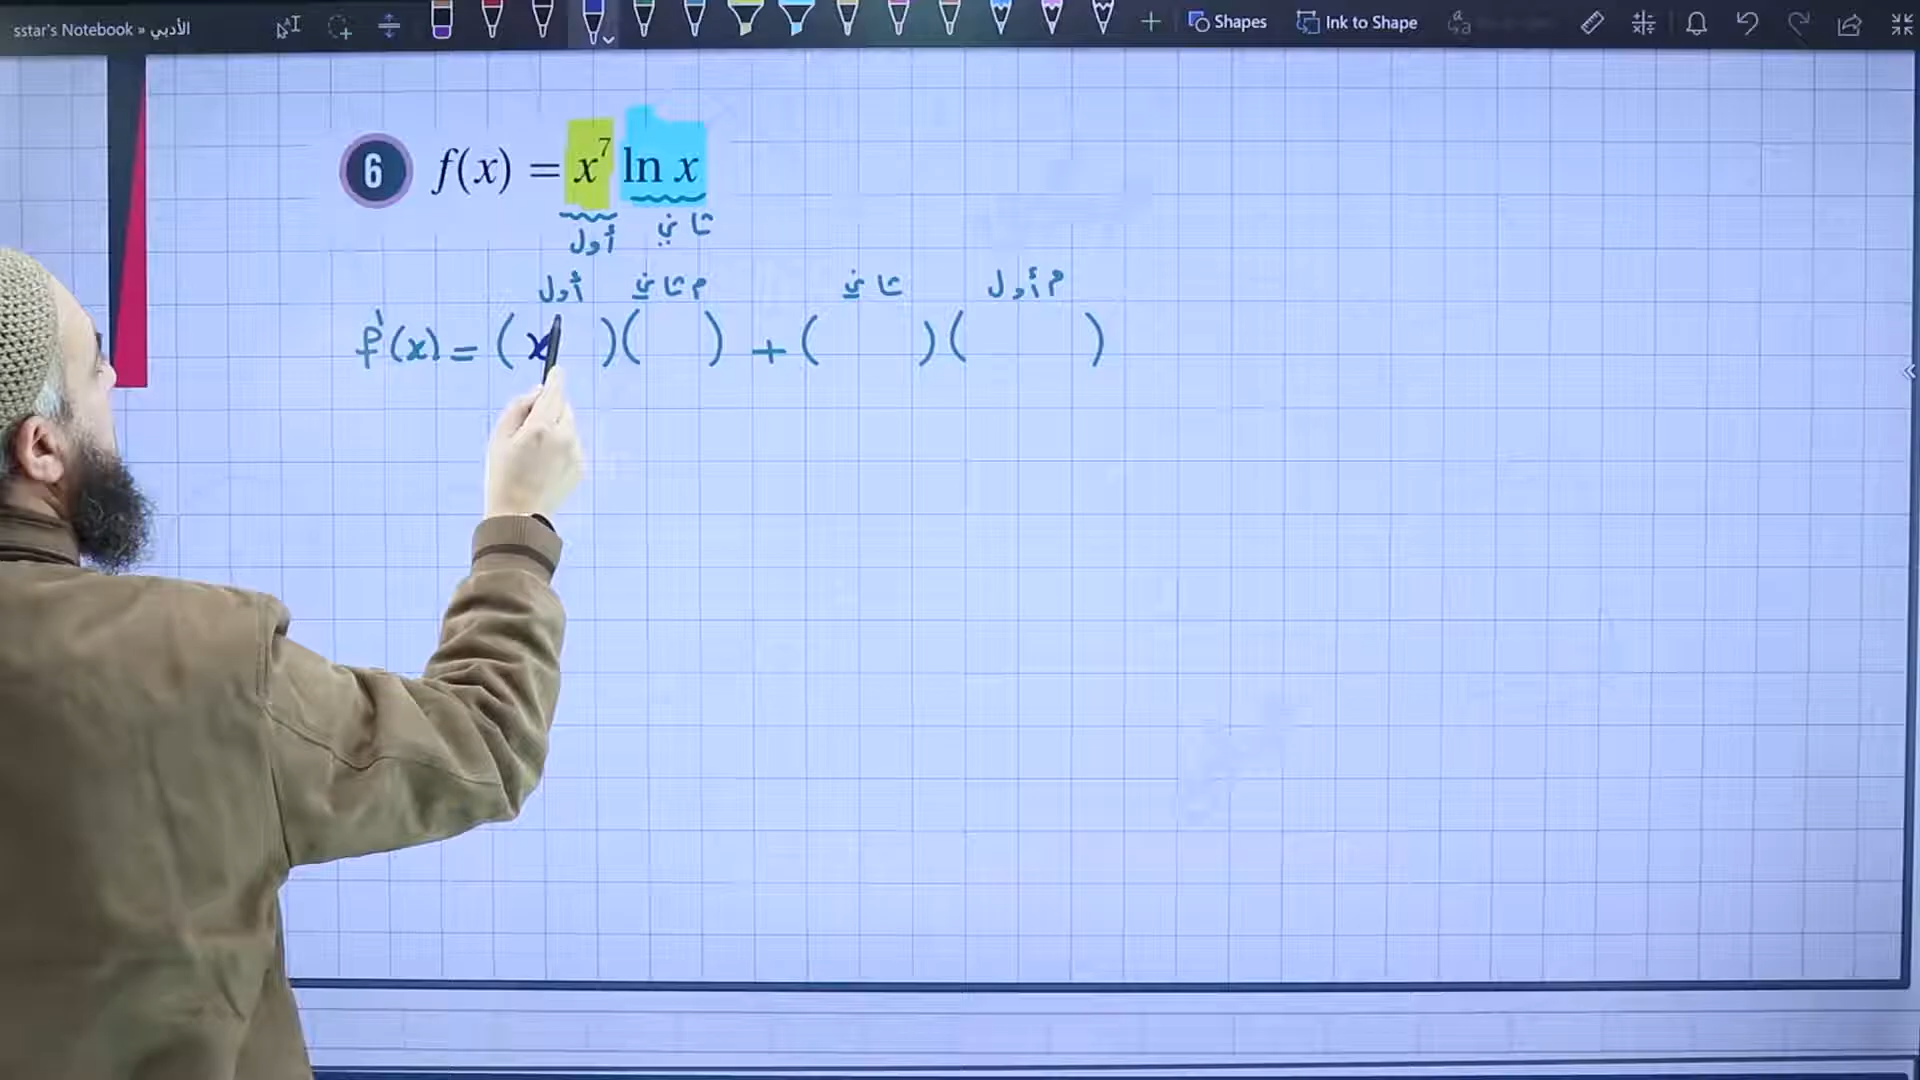 sstar's Notebook » الأدبي
Shapes
Ink to Shape
6 f(x) = x⁷ ln x
أول ثاني
أول م ثاني ثاني م أول
f'(x) = (x )( ) + ( )( )